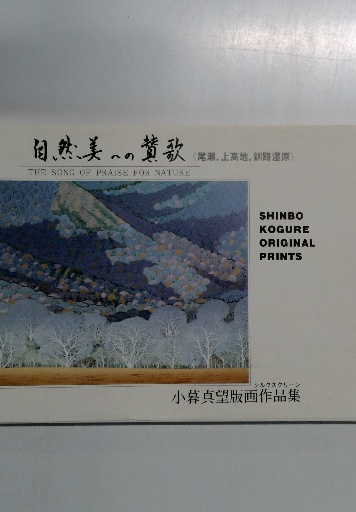 自然美への賛歌〈尾瀬、上高地、釧路湿原〉
THE SONG OF PRAISE FOR NATURE
SHINBO
KOGURE
ORIGINAL
PRINTS
シルクスクリーン
小暮真望版画作品集